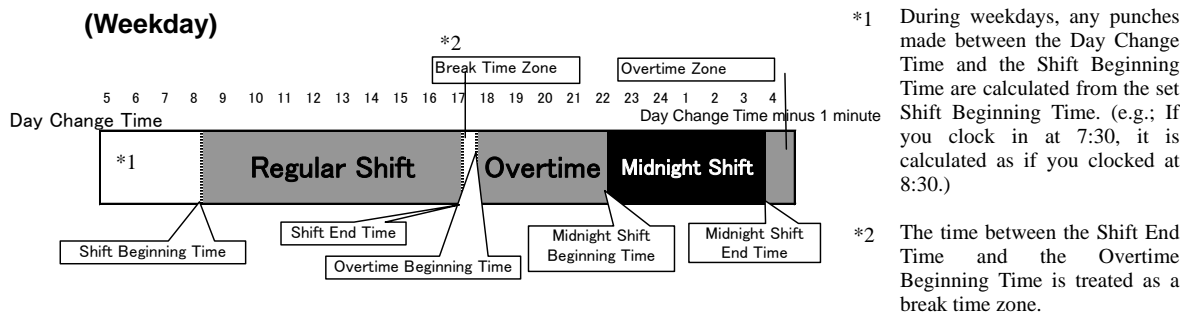 (Weekday)
*2
Break Time Zone
Overtime Zone
5 6 7 8 9 10 11 12 13 14 15 16 17 18 19 20 21 22 23 24 1 2 3 4
Day Change Time
Day Change Time minus 1 minute
*1
Regular Shift
Overtime
Midnight Shift
Shift Beginning Time
Shift End Time
Overtime Beginning Time
Midnight Shift
Beginning Time
Midnight Shift
End Time
*1 During weekdays, any punches
made between the Day Change
Time and the Shift Beginning
Time are calculated from the set
Shift Beginning Time. (e.g.; If
you clock in at 7:30, it is
calculated as if you clocked at
8:30.)
*2 The time between the Shift End
Time and the Overtime
Beginning Time is treated as a
break time zone.